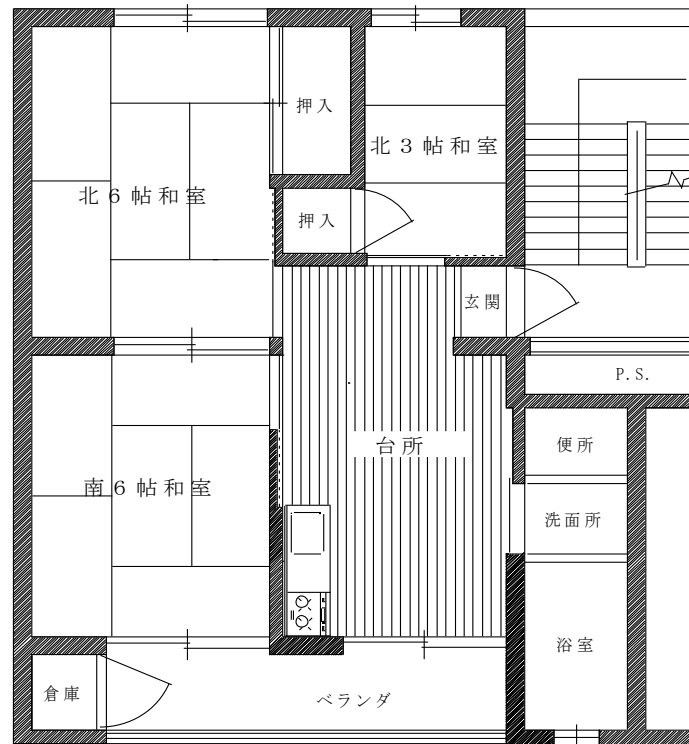 押入
北３帖和室
北６帖和室
押入
玄関
P.S.
台所
便所
南６帖和室
洗面所
浴室
倉庫
ベランダ